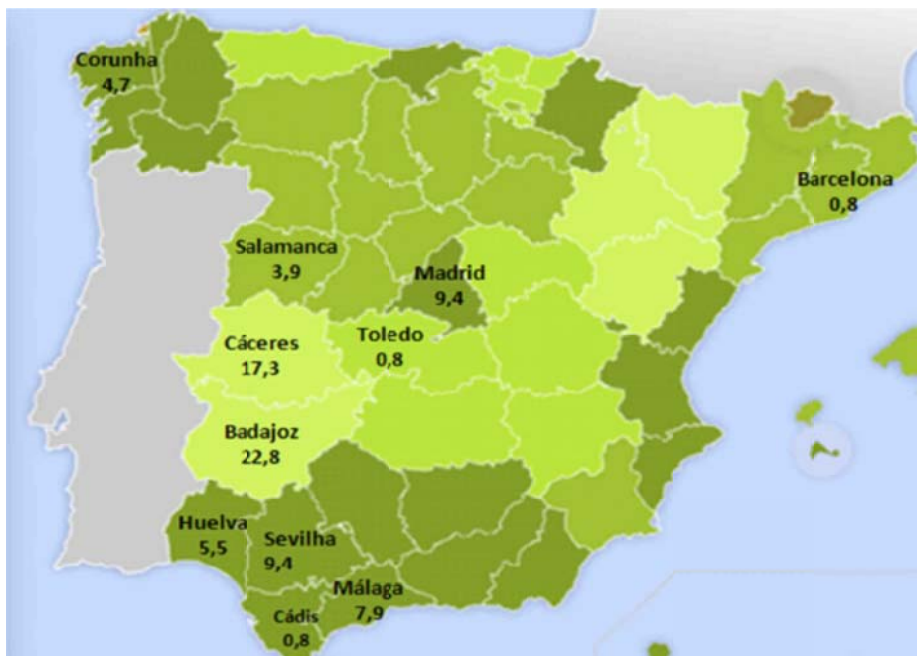 Corunha
4,7
Barcelona
0,8
Salamanca
3,9
Madrid
9,4
Cáceres
17,3
Toledo
0,8
Badajoz
22,8
Huelva
5,5
Sevilha
9,4
Málaga
7,9
Cádis
0,8